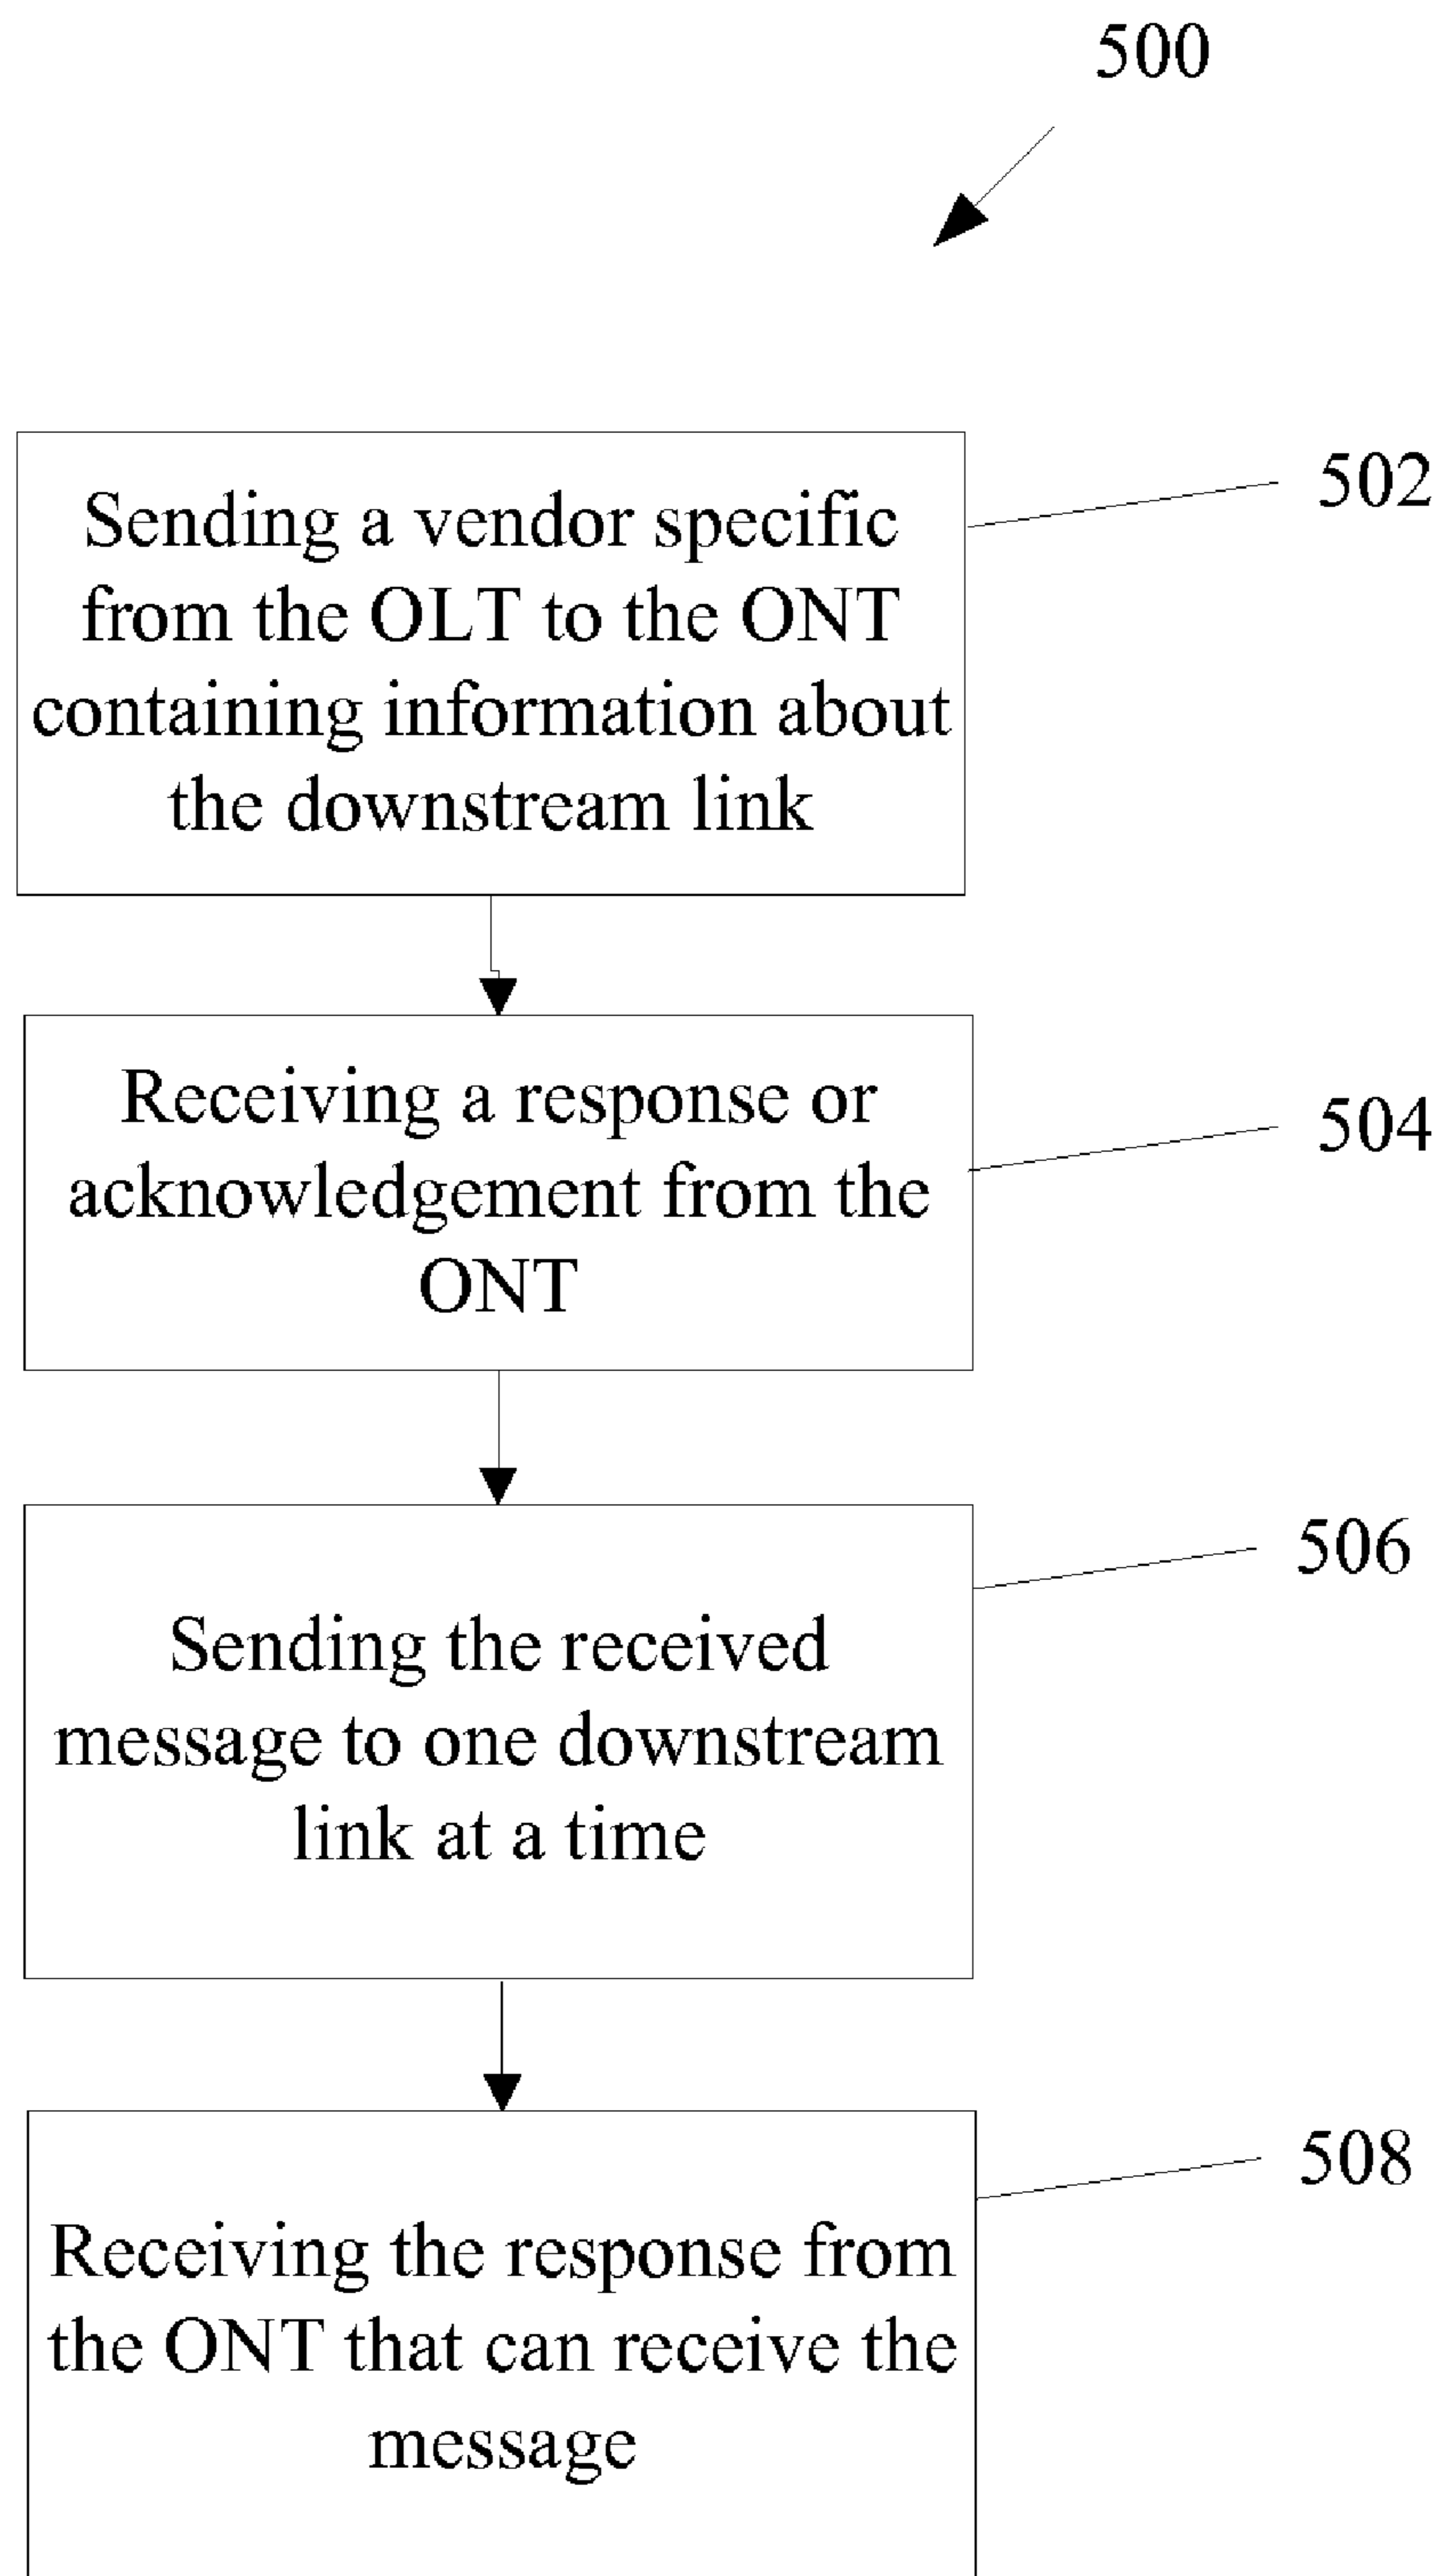 500
Sending a vendor specific
from the OLT to the ONT
containing information about
the downstream link
502
Receiving a response or
acknowledgement from the
ONT
504
Sending the received
message to one downstream
link at a time
506
Receiving the response from
the ONT that can receive the
message
508